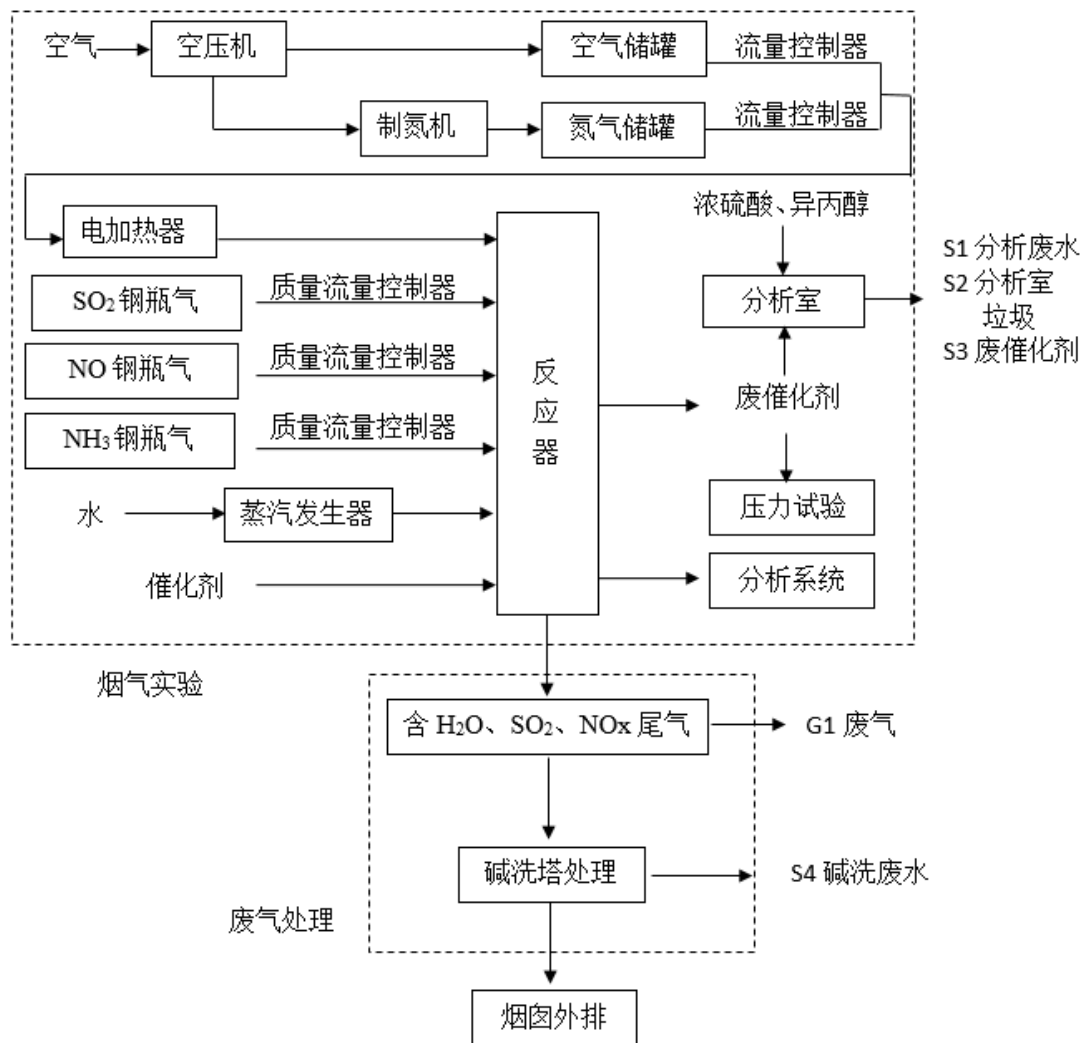 空气
空压机
空气储罐
流量控制器
制氮机
氮气储罐
流量控制器
电加热器
浓硫酸、异丙醇
SO2钢瓶气
质量流量控制器
分析室
S1 分析废水
S2 分析室
垃圾
S3 废催化剂
NO 钢瓶气
质量流量控制器
反
应
器
废催化剂
NH3钢瓶气
质量流量控制器
水
蒸汽发生器
压力试验
催化剂
分析系统
烟气实验
含 H2O、SO2、NOx 尾气
G1 废气
碱洗塔处理
S4 碱洗废水
废气处理
烟囱外排